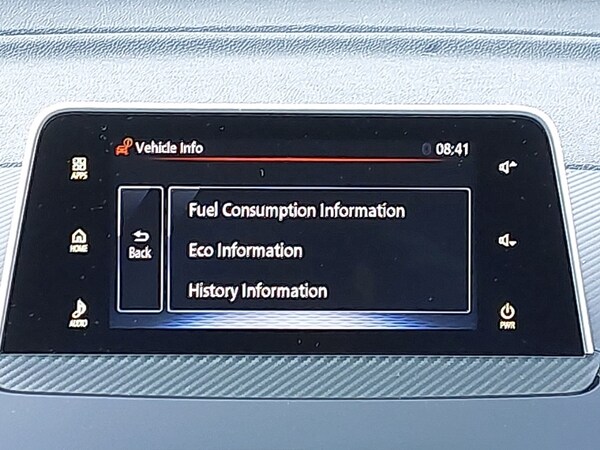 Vehicle Info
08:41
APPS
Fuel Consumption Information
Back
Eco Information
HOME
History Information
AUDIO
PWR